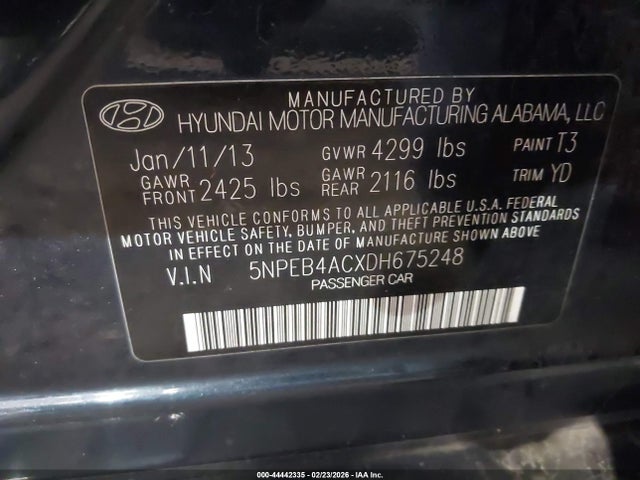 MANUFACTURED BY
HYUNDAI MOTOR MANUFACTURING ALABAMA, LLC
Jan/11/13 GVWR 4299 lbs PAINT T3
GAWR FRONT 2425 lbs GAWR REAR 2116 lbs TRIM YD
THIS VEHICLE CONFORMS TO ALL APPLICABLE U.S.A. FEDERAL
MOTOR VEHICLE SAFETY, BUMPER, AND THEFT PREVENTION STANDARDS
IN EFFECT ON THE DATE OF MANUFACTURE SHOWN ABOVE
V.I.N 5NPEB4ACXDH675248
PASSENGER CAR
000-44442335 - 02/23/2026 - IAA Inc.